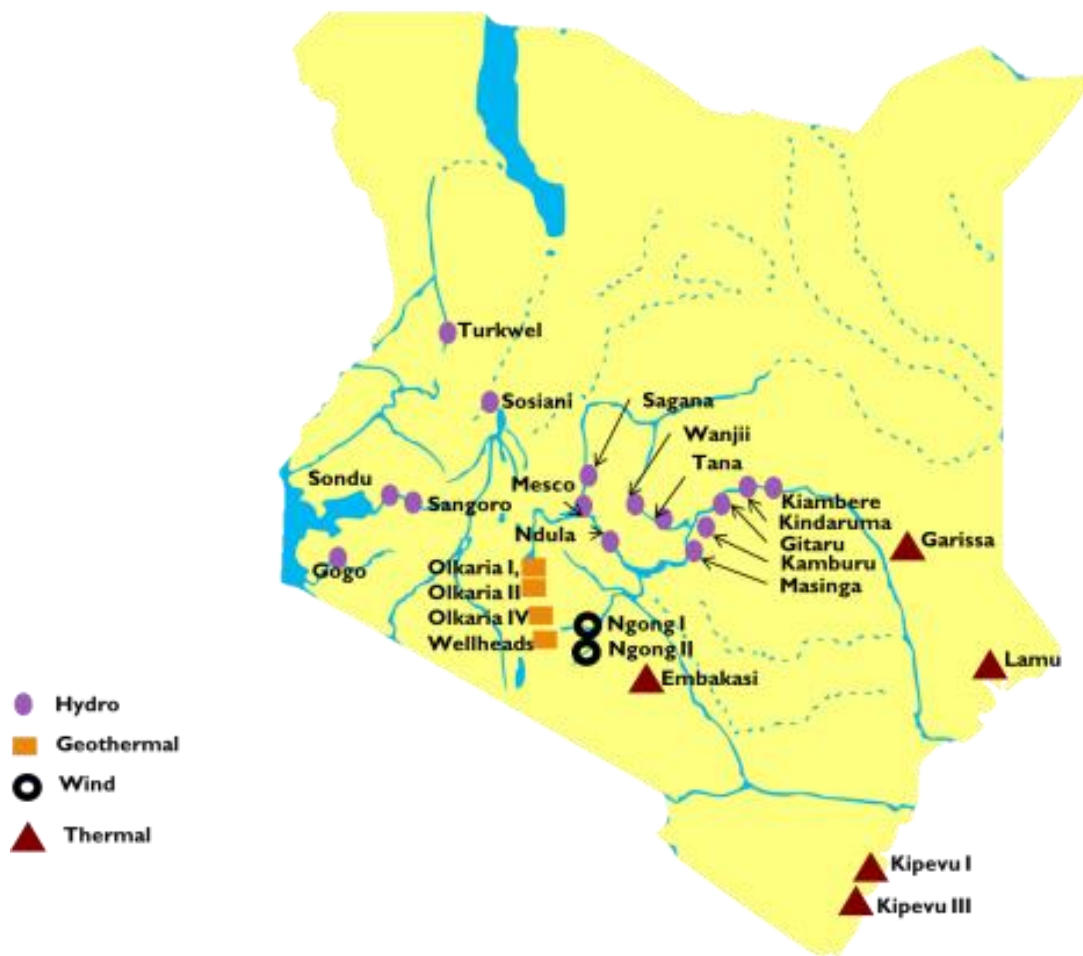 Turkwel
Sosiani
Sagana
Wanjii
Tana
Mesco
Sondu
Sangoro
Ndula
Kiambere
Kindaruma
Gitaru
Kamburu
Masinga
Garissa
Gogo
Olkaria I,
Olkaria II
Olkaria IV
Wellheads
Ngong I
Ngong II
Embakasi
Lamu
Hydro
Geothermal
Wind
Thermal
Kipevu I
Kipevu III